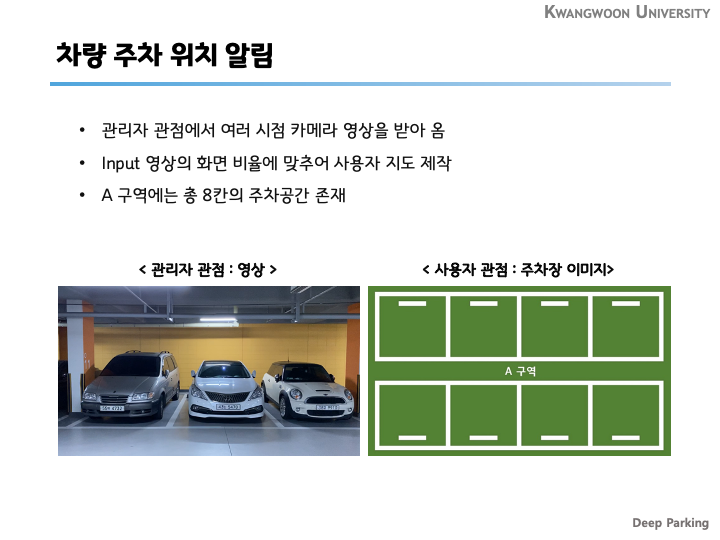 KWANGWOON UNIVERSITY
차량 주차 위치 알림
• 관리자 관점에서 여러 시점 카메라 영상을 받아 옴
• Input 영상의 화면 비율에 맞추어 사용자 지도 제작
• A 구역에는 총 8칸의 주차공간 존재
< 관리자 관점 : 영상 >
< 사용자 관점 : 주차장 이미지>
A 구역
Deep Parking